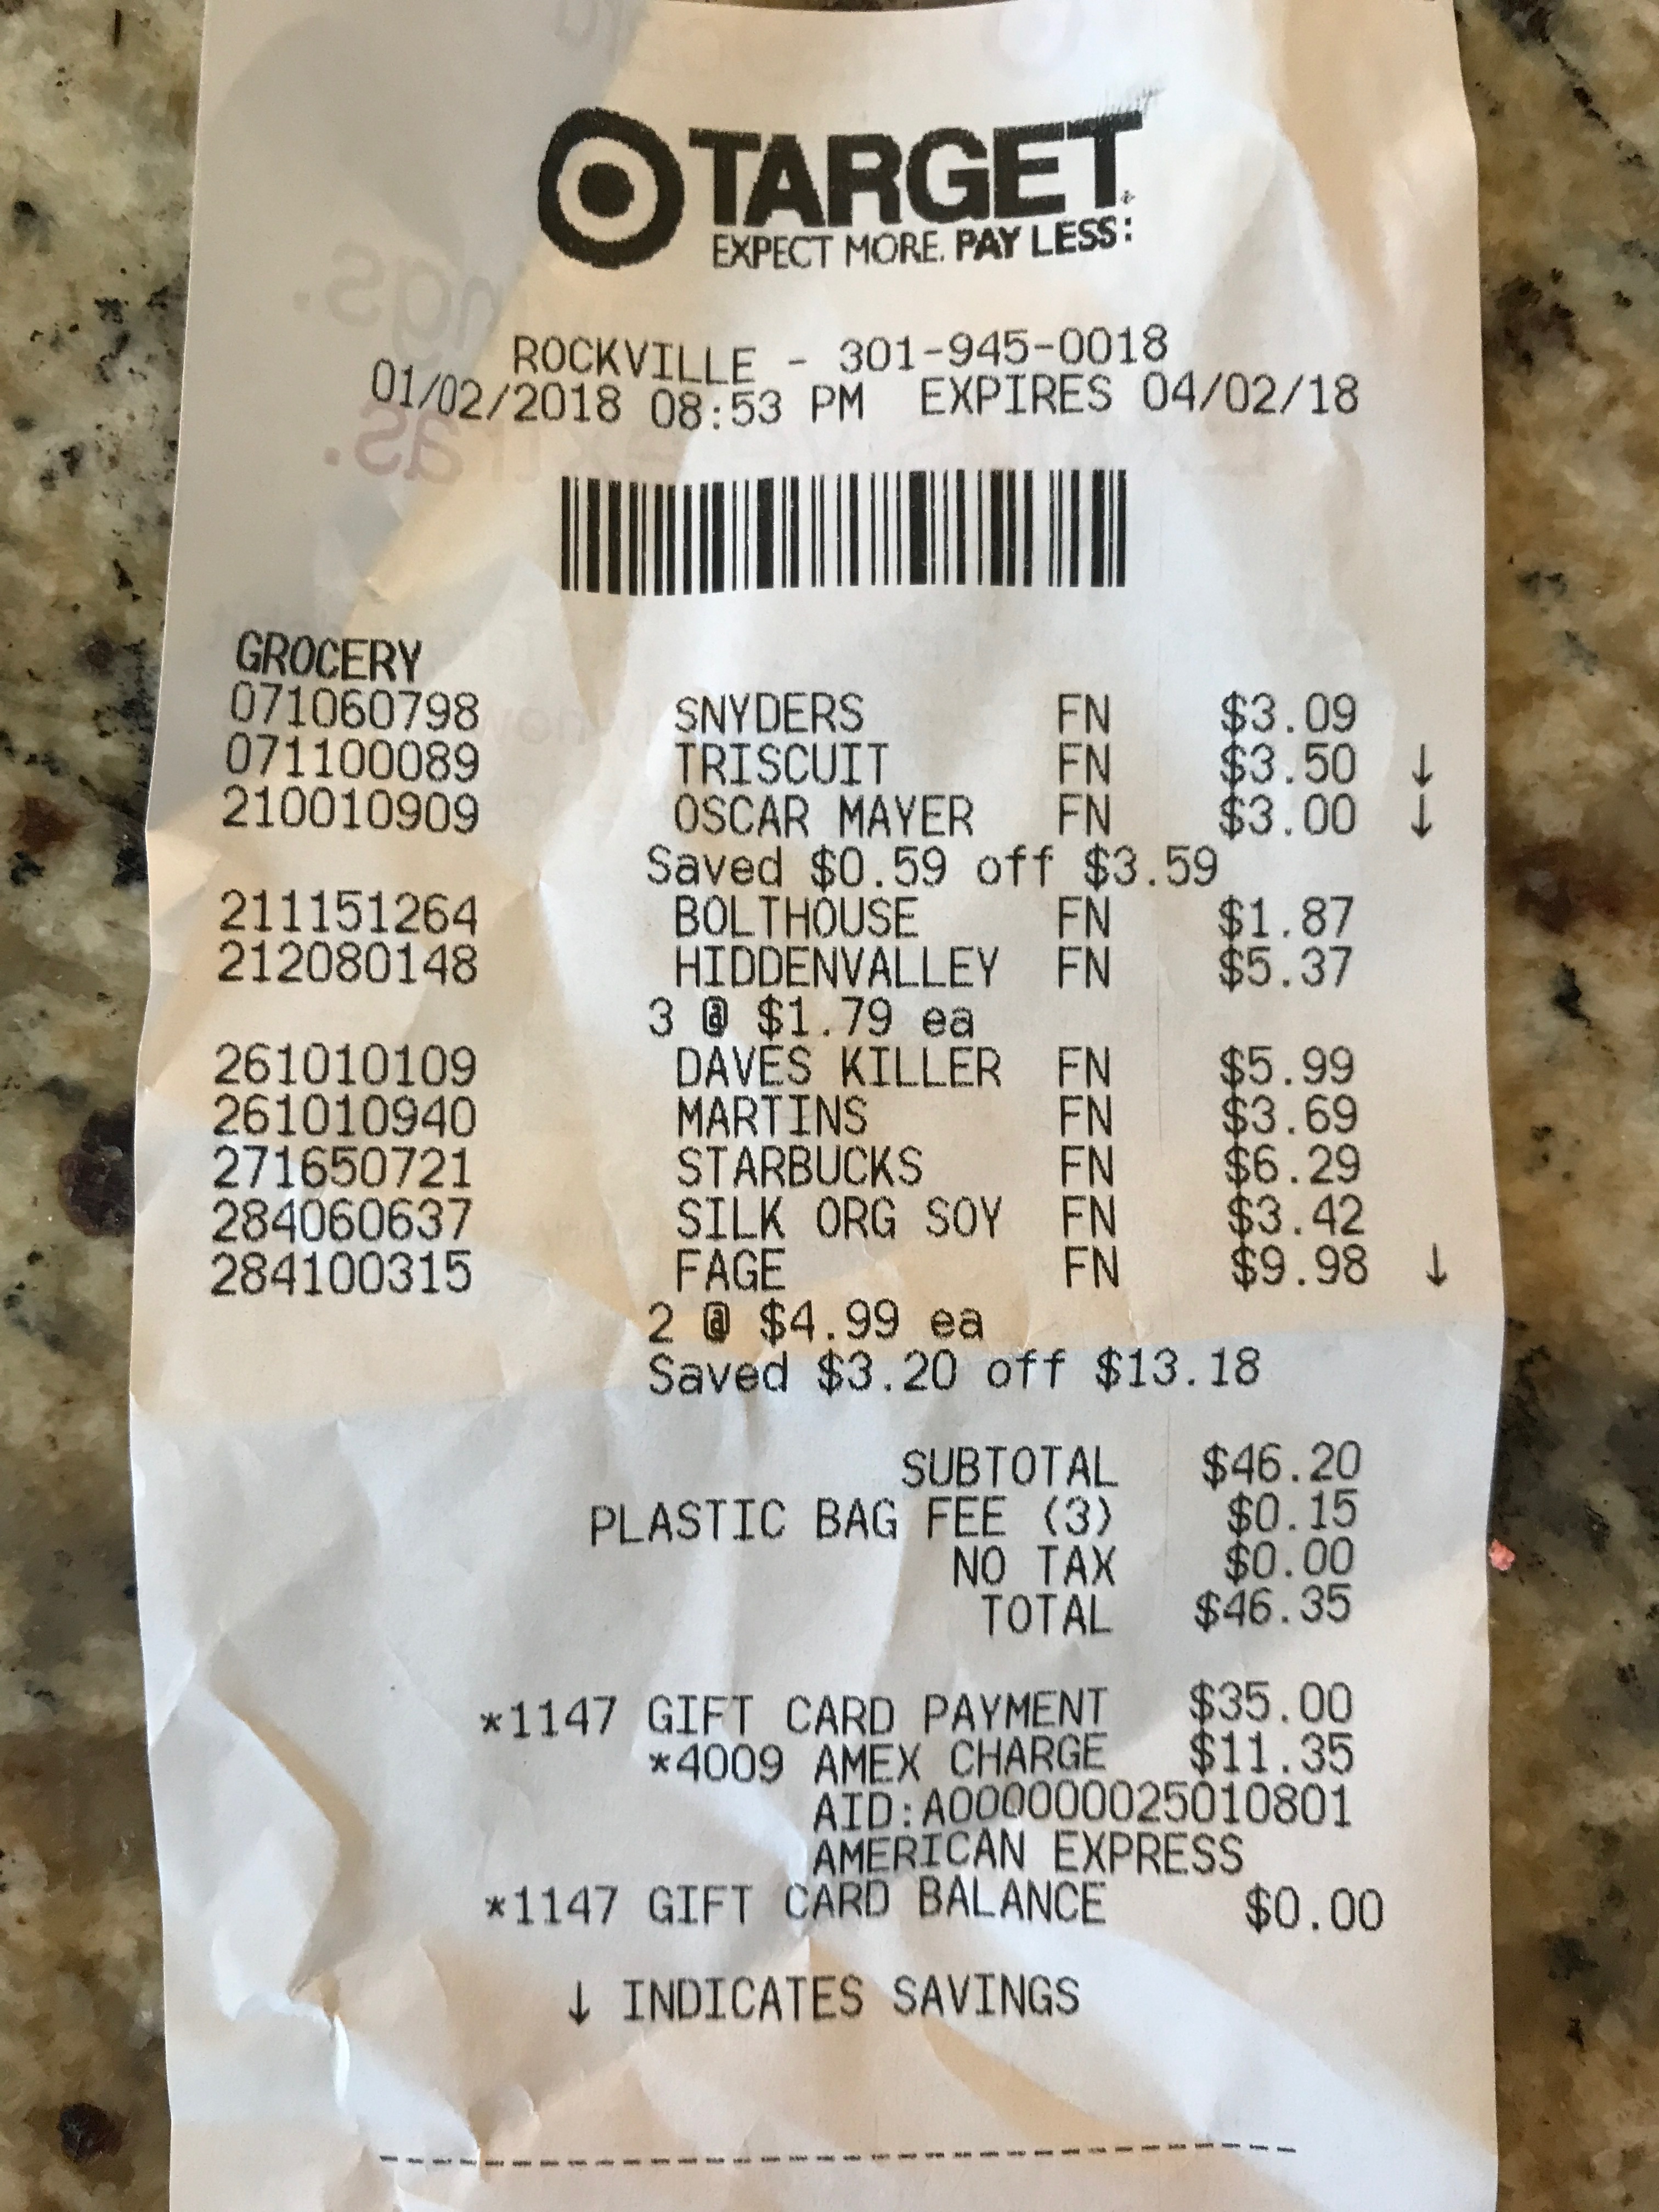 TARGET
EXPECT MORE. PAY LESS.
ROCKVILLE - 301-945-0018
01/02/2018 08:53 PM EXPIRES 04/02/18
GROCERY
071060798 SNYDERS FN $3.09
071100089 TRISCUIT FN $3.50 ↓
210010909 OSCAR MAYER FN $3.00 ↓
Saved $0.59 off $3.59
211151264 BOLTHOUSE FN $1.87
212080148 HIDDENVALLEY FN $5.37
3 @ $1.79 ea
261010109 DAVES KILLER FN $5.99
261010940 MARTINS FN $3.69
271650721 STARBUCKS FN $6.29
284060637 SILK ORG SOY FN $3.42
284100315 FAGE FN $9.98 ↓
2 @ $4.99 ea
Saved $3.20 off $13.18
SUBTOTAL $46.20
PLASTIC BAG FEE (3) $0.15
NO TAX $0.00
TOTAL $46.35
*1147 GIFT CARD PAYMENT $35.00
*4009 AMEX CHARGE $11.35
AID:A000000025010801
AMERICAN EXPRESS
*1147 GIFT CARD BALANCE $0.00
↓ INDICATES SAVINGS